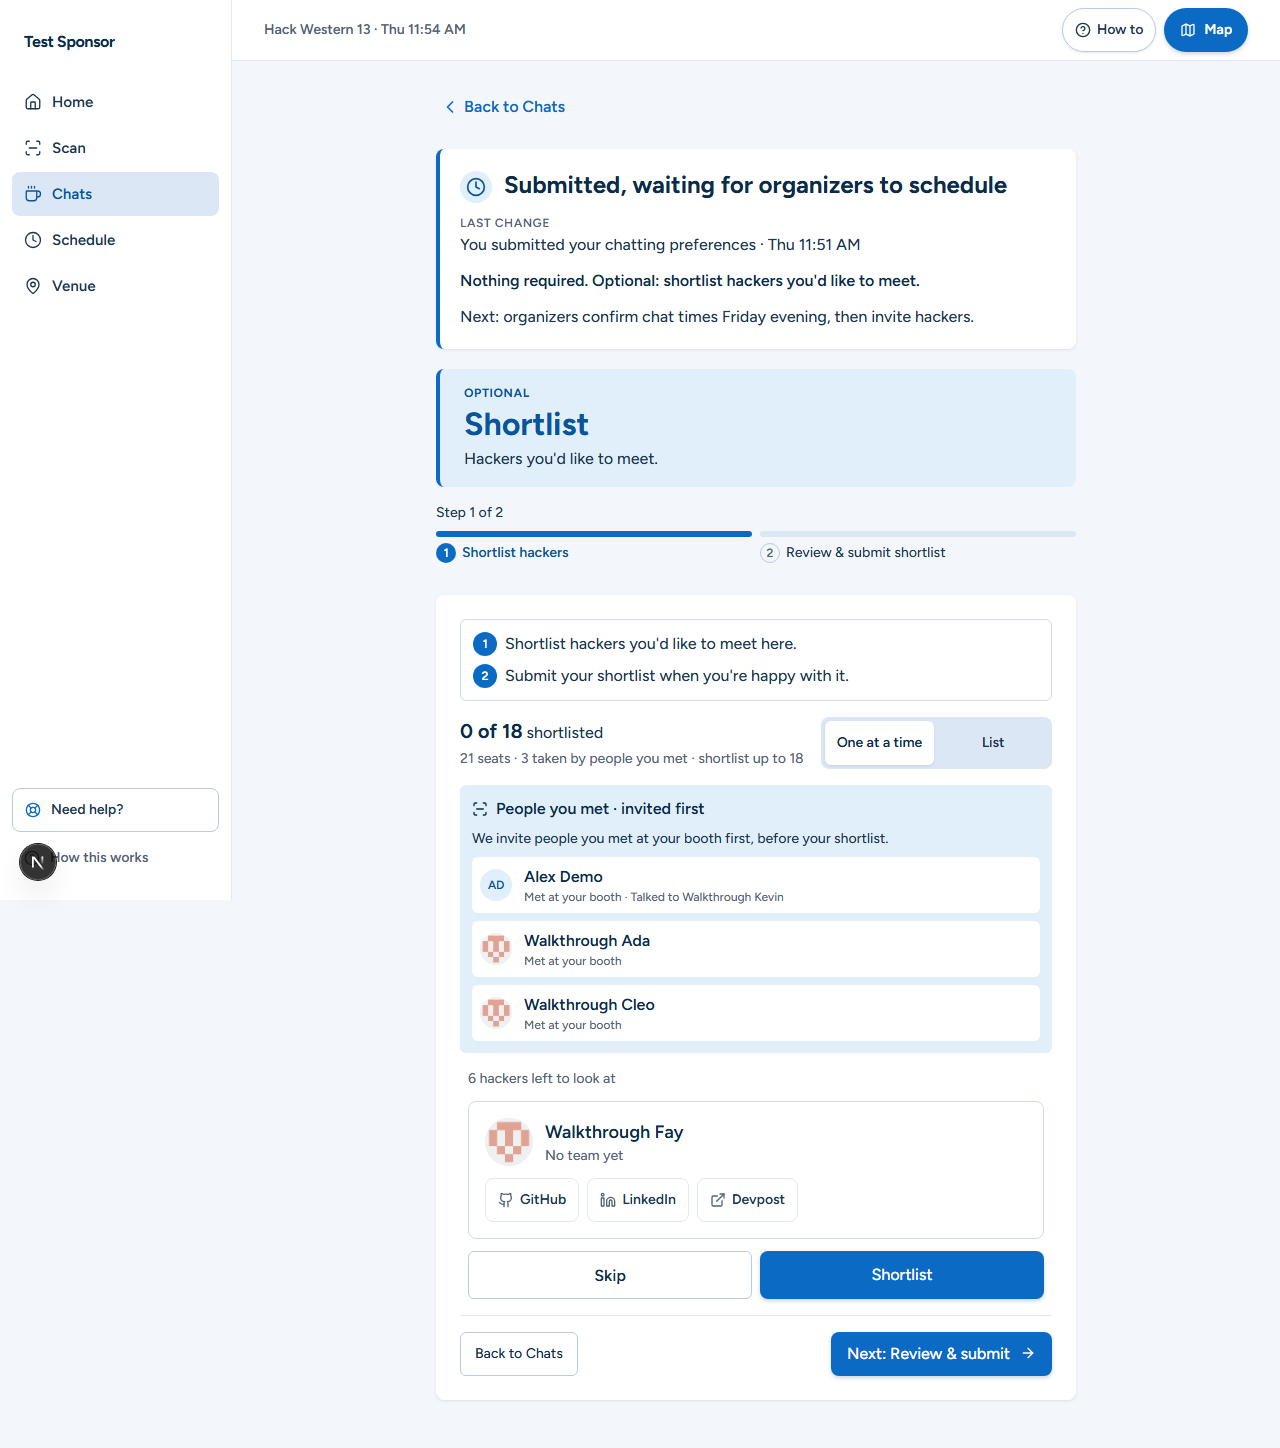 Test Sponsor
Hack Western 13 · Thu 11:54 AM
How to
Map
Home
Scan
Chats
Schedule
Venue
Need help?
How this works
N
Back to Chats
Submitted, waiting for organizers to schedule
LAST CHANGE
You submitted your chatting preferences · Thu 11:51 AM
Nothing required. Optional: shortlist hackers you'd like to meet.
Next: organizers confirm chat times Friday evening, then invite hackers.
OPTIONAL
Shortlist
Hackers you'd like to meet.
Step 1 of 2
1 Shortlist hackers
2 Review & submit shortlist
1 Shortlist hackers you'd like to meet here.
2 Submit your shortlist when you're happy with it.
0 of 18 shortlisted
21 seats · 3 taken by people you met · shortlist up to 18
One at a time
List
People you met · invited first
We invite people you met at your booth first, before your shortlist.
AD
Alex Demo
Met at your booth · Talked to Walkthrough Kevin
Walkthrough Ada
Met at your booth
Walkthrough Cleo
Met at your booth
6 hackers left to look at
Walkthrough Fay
No team yet
GitHub
LinkedIn
Devpost
Skip
Shortlist
Back to Chats
Next: Review & submit